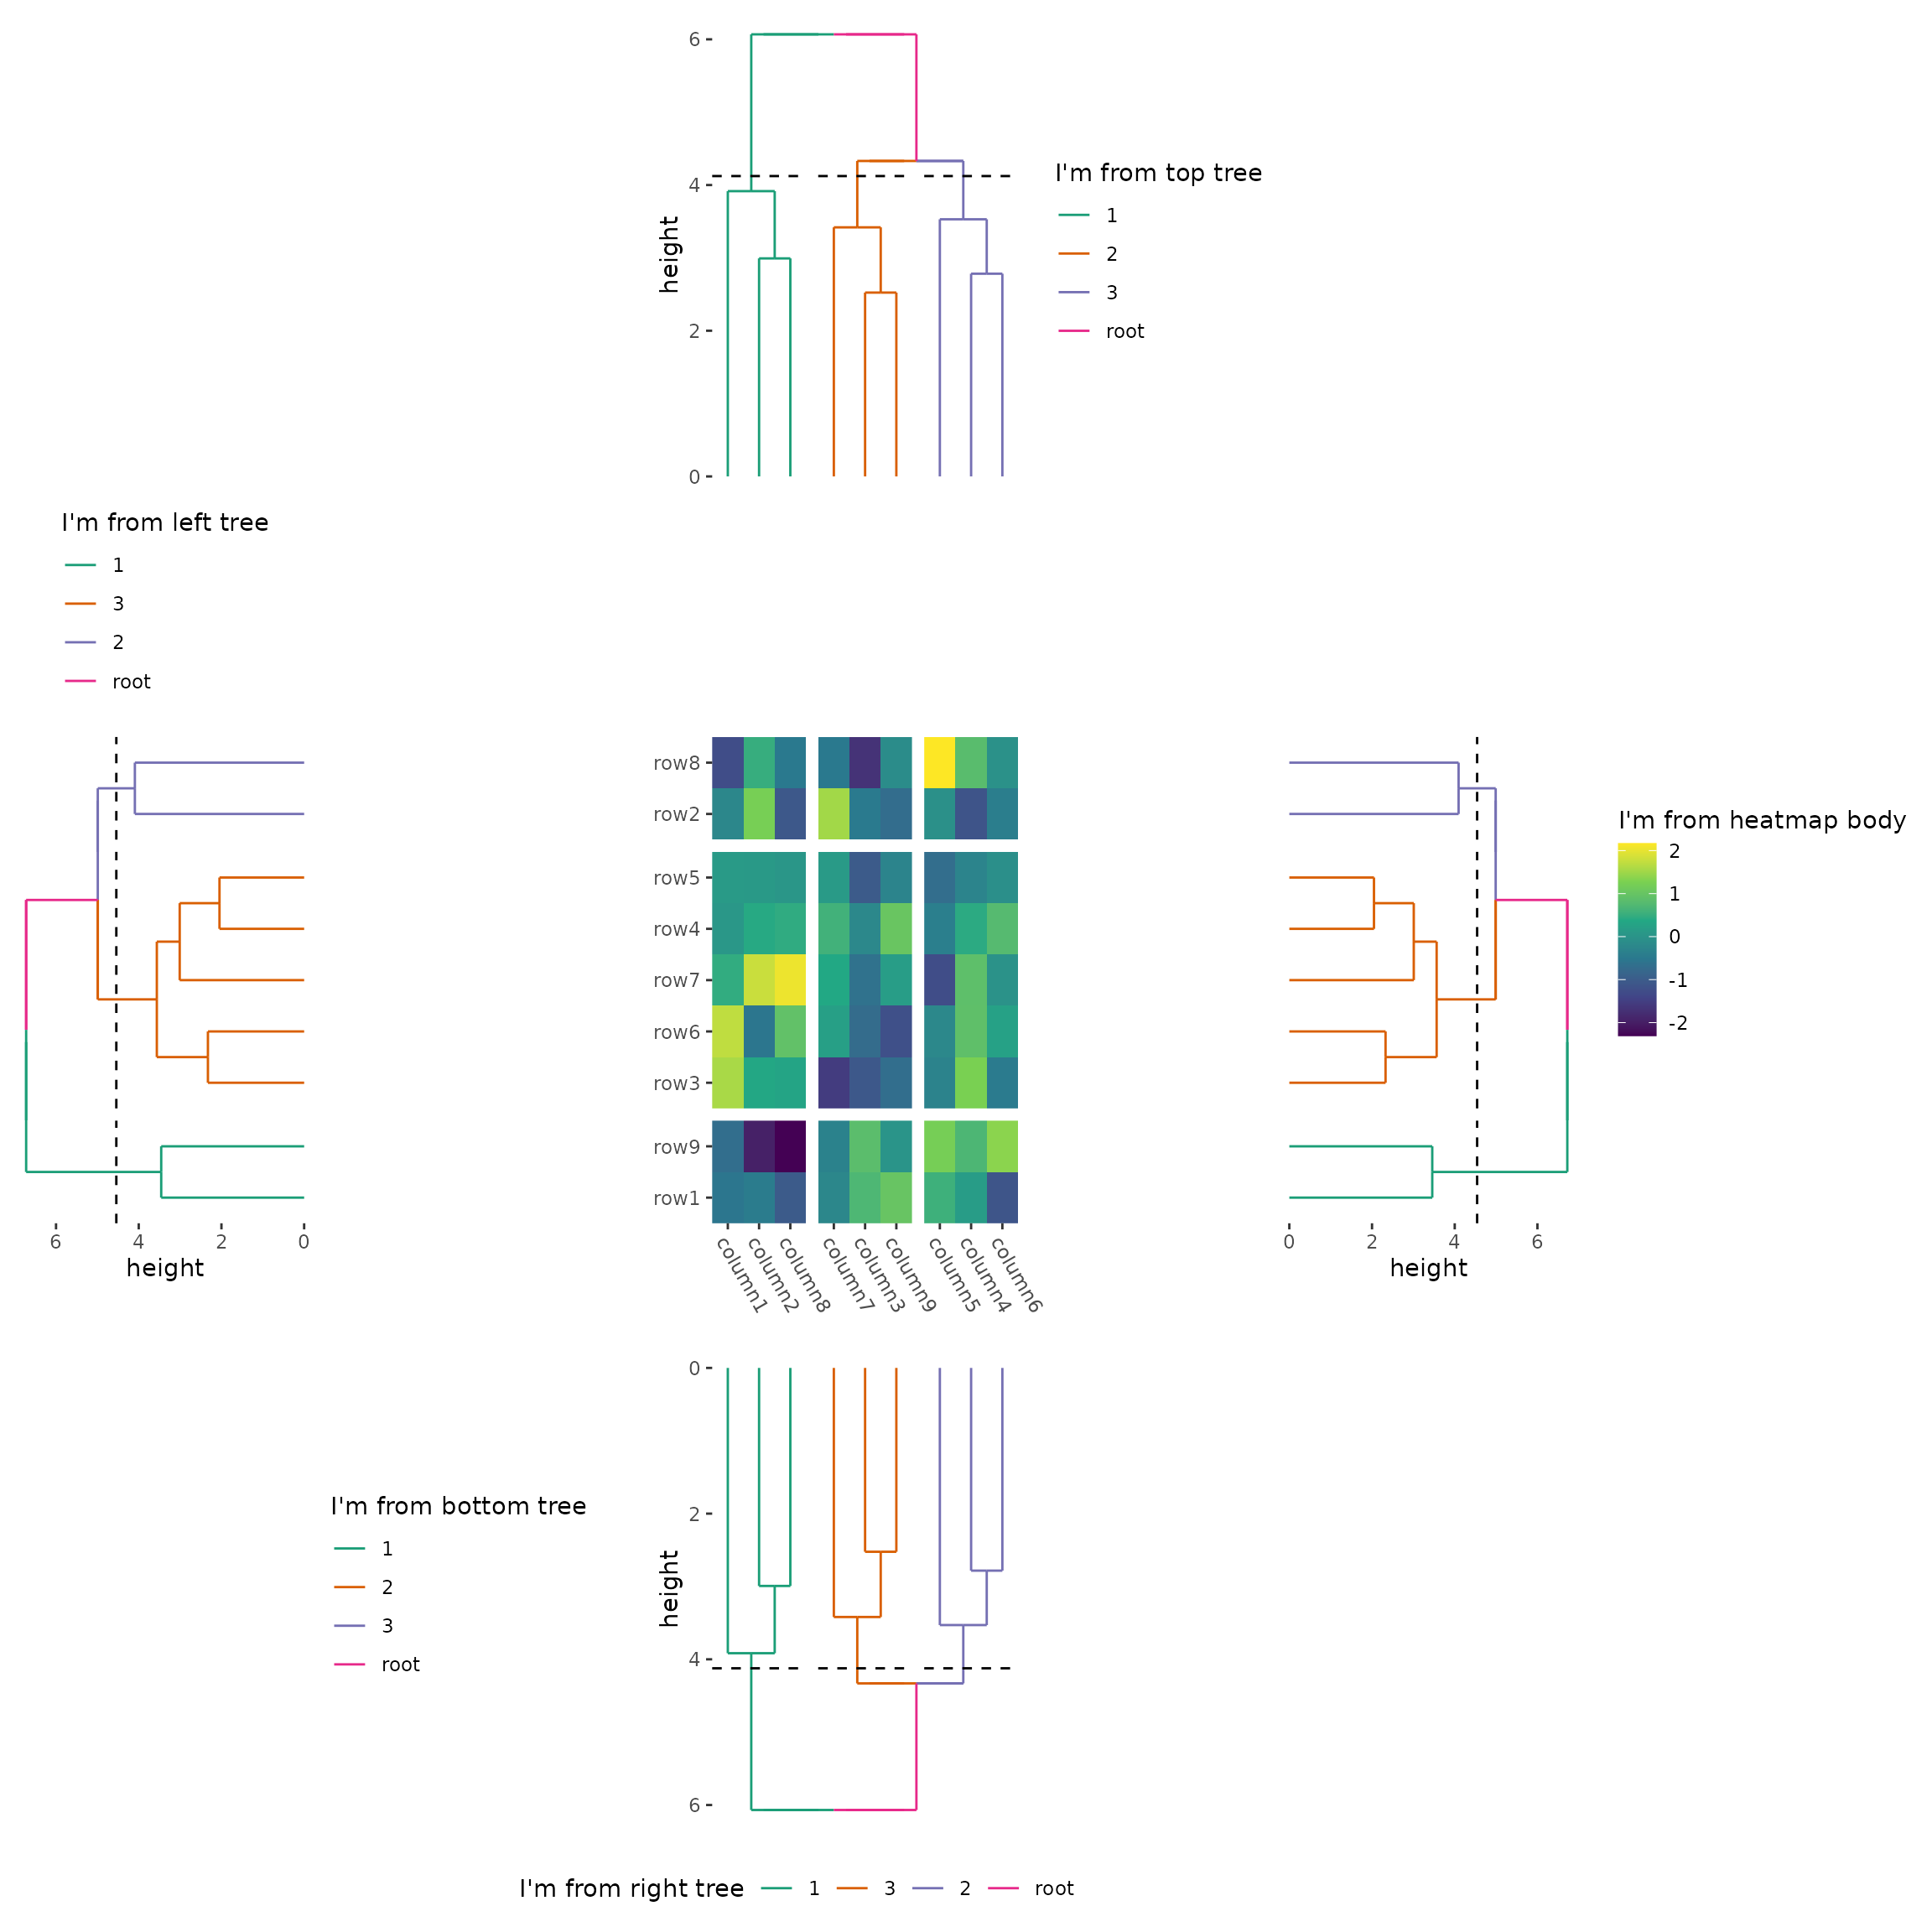 6
4
2
0
height
I'm from top tree
1
2
3
root
I'm from left tree
1
3
2
root
row8
row2
row5
row4
row7
row6
row3
row9
row1
I'm from heatmap body
2
1
0
-1
-2
6 4 2 0
height
column1 column2 column8 column7 column3 column9 column5 column4 column6
0 2 4 6
height
0
2
4
6
height
I'm from bottom tree
1
2
3
root
I'm from right tree 1 3 2 root